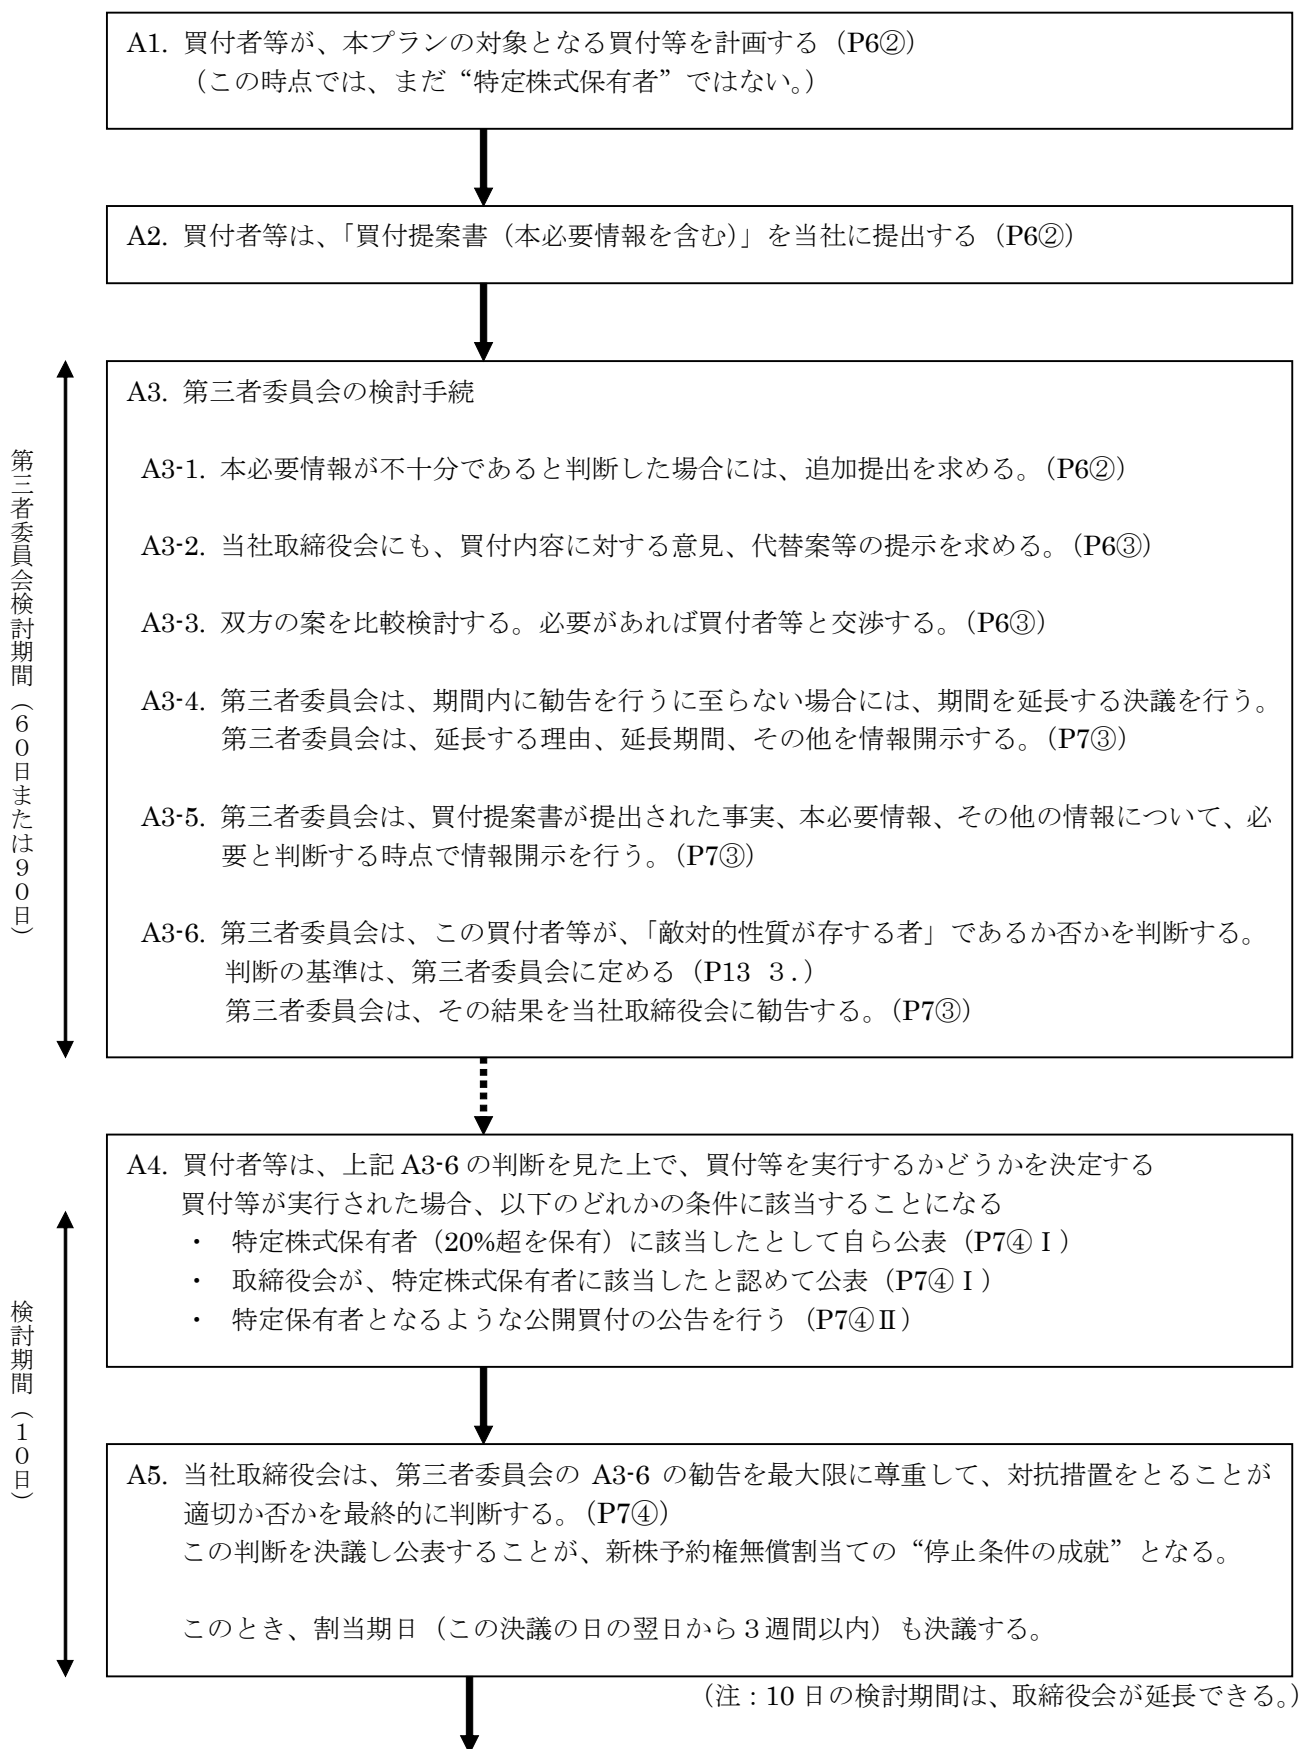 A1. 買付者等が、本プランの対象となる買付等を計画する（P6②）
（この時点では、まだ“特定株式保有者”ではない。）
A2. 買付者等は、「買付提案書（本必要情報を含む）」を当社に提出する（P6②）
第三者委員会検討期間（６０日または９０日）
A3. 第三者委員会の検討手続
A3-1. 本必要情報が不十分であると判断した場合には、追加提出を求める。（P6②）
A3-2. 当社取締役会にも、買付内容に対する意見、代替案等の提示を求める。（P6③）
A3-3. 双方の案を比較検討する。必要があれば買付者等と交渉する。（P6③）
A3-4. 第三者委員会は、期間内に勧告を行うに至らない場合には、期間を延長する決議を行う。
第三者委員会は、延長する理由、延長期間、その他を情報開示する。（P7③）
A3-5. 第三者委員会は、買付提案書が提出された事実、本必要情報、その他の情報について、必
要と判断する時点で情報開示を行う。（P7③）
A3-6. 第三者委員会は、この買付者等が、「敵対的性質が存する者」であるか否かを判断する。
判断の基準は、第三者委員会に定める（P13 ３.）
第三者委員会は、その結果を当社取締役会に勧告する。（P7③）
A4. 買付者等は、上記 A3-6 の判断を見た上で、買付等を実行するかどうかを決定する
買付等が実行された場合、以下のどれかの条件に該当することになる
・ 特定株式保有者（20%超を保有）に該当したとして自ら公表（P7④Ⅰ）
・ 取締役会が、特定株式保有者に該当したと認めて公表（P7④Ⅰ）
・ 特定保有者となるような公開買付の公告を行う（P7④Ⅱ）
検討期間（１０日）
A5. 当社取締役会は、第三者委員会の A3-6 の勧告を最大限に尊重して、対抗措置をとることが
適切か否かを最終的に判断する。（P7④）
この判断を決議し公表することが、新株予約権無償割当ての“停止条件の成就”となる。
このとき、割当期日（この決議の日の翌日から３週間以内）も決議する。
（注：10 日の検討期間は、取締役会が延長できる。）